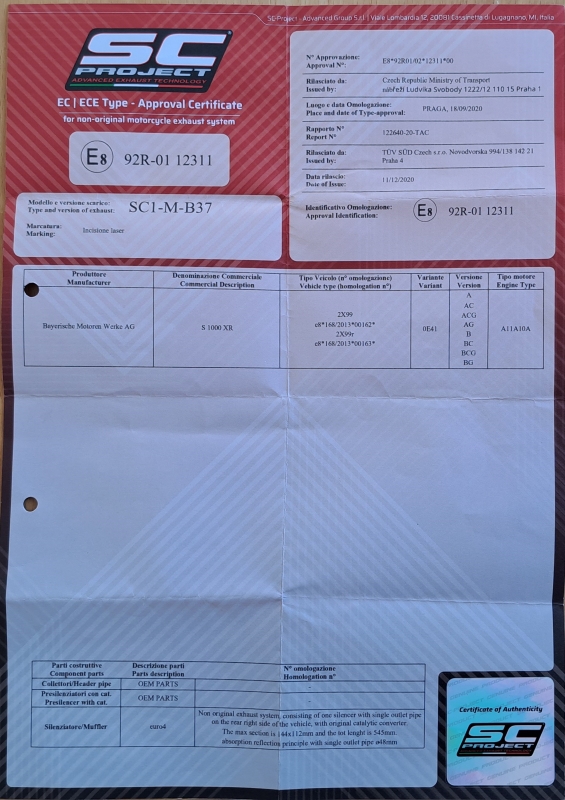 SC-Project - Advanced Group S.r.l. | Viale Lombardia 12, 20081 Cassinetta di Lugagnano, MI, Italia
SC
PROJECT
ADVANCED EXHAUST TECHNOLOGY
EC | ECE Type - Approval Certificate
for non-original motorcycle exhaust system
E8 92R-01 12311
Modello e versione scarico:
Type and version of exhaust: SC1-M-B37
Marcatura:
Marking: Incisione laser
N° Approvazione:
Approval N°: E8*92R01/02*12311*00
Rilasciato da: Czech Republic Ministry of Transport
Issued by: nábřeží Ludvíka Svobody 1222/12 110 15 Praha 1
Luogo e data Omologazione:
Place and date of Type-approval: PRAGA, 18/09/2020
Rapporto N°
Report N° 122640-20-TAC
Rilasciato da: TÜV SÜD Czech s.r.o. Novodvorska 994/138 142 21
Issued by: Praha 4
Data rilascio:
Date of Issue: 11/12/2020
Identificativo Omologazione:
Approval Identification: E8 92R-01 12311
Produttore Denominazione Commerciale Tipo Veicolo (n° omologazione) Variante Versione Tipo motore
Manufacturer Commercial Description Vehicle type (homologation n°) Variant Version Engine Type
A
AC
2X99 ACG
e8*168/2013*00162* AG
Bayerische Motoren Werke AG S 1000 XR 0E41 A11A10A
2X99r B
e8*168/2013*00163* BC
BCG
BG
Parti costruttive Descrizione parti N° omologazione
Component parts Parts description Homologation n°
Collettori/Header pipe OEM PARTS
Presilenziatori con cat.
Presilencer with cat. OEM PARTS
Silenziatore/Muffler euro4 Non original exhaust system, consisting of one silencer with single outlet pipe
on the rear right side of the vehicle, with original catalytic converter.
The max section is 144x112mm and the tot lenght is 545mm.
absorption reflection principle with single outlet pipe ø48mm
Certificate of Authenticity
SC
PROJECT